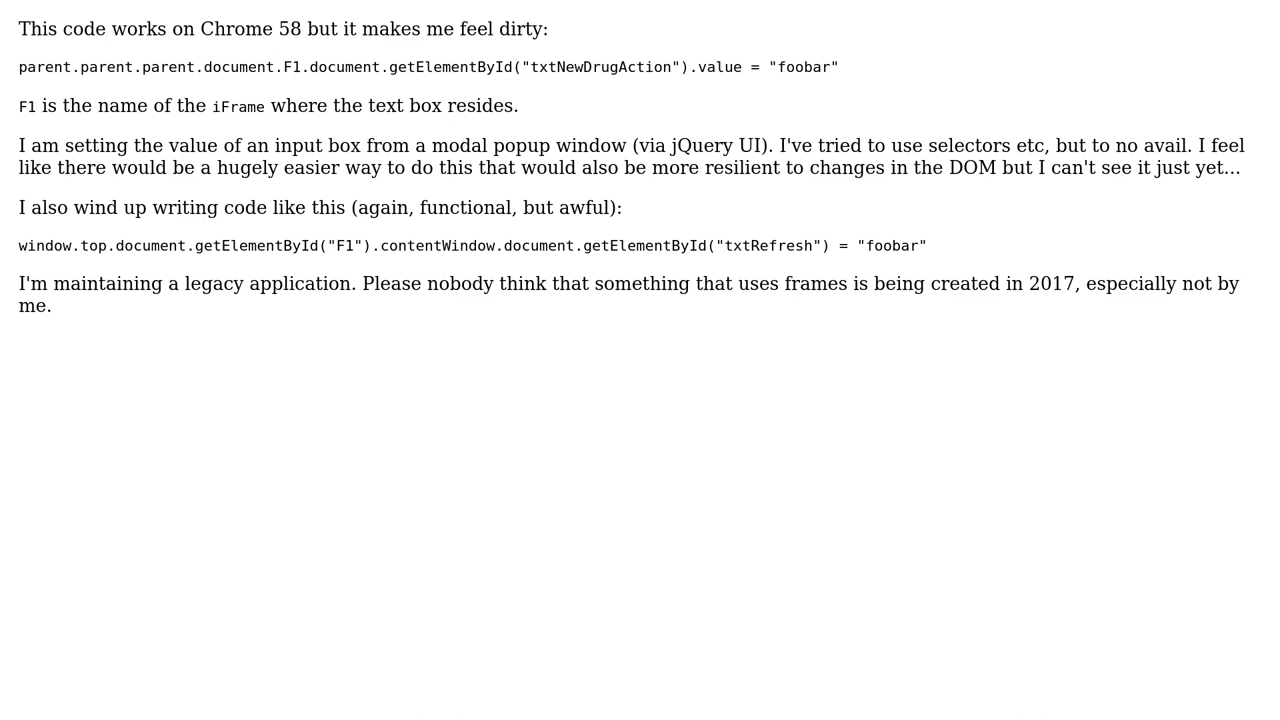 This code works on Chrome 58 but it makes me feel dirty:
parent.parent.parent.document.F1.document.getElementById("txtNewDrugAction").value = "foobar"
F1 is the name of the iFrame where the text box resides.
I am setting the value of an input box from a modal popup window (via jQuery UI). I've tried to use selectors etc, but to no avail. I feel
like there would be a hugely easier way to do this that would also be more resilient to changes in the DOM but I can't see it just yet...
I also wind up writing code like this (again, functional, but awful):
window.top.document.getElementById("F1").contentWindow.document.getElementById("txtRefresh") = "foobar"
I'm maintaining a legacy application. Please nobody think that something that uses frames is being created in 2017, especially not by
me.